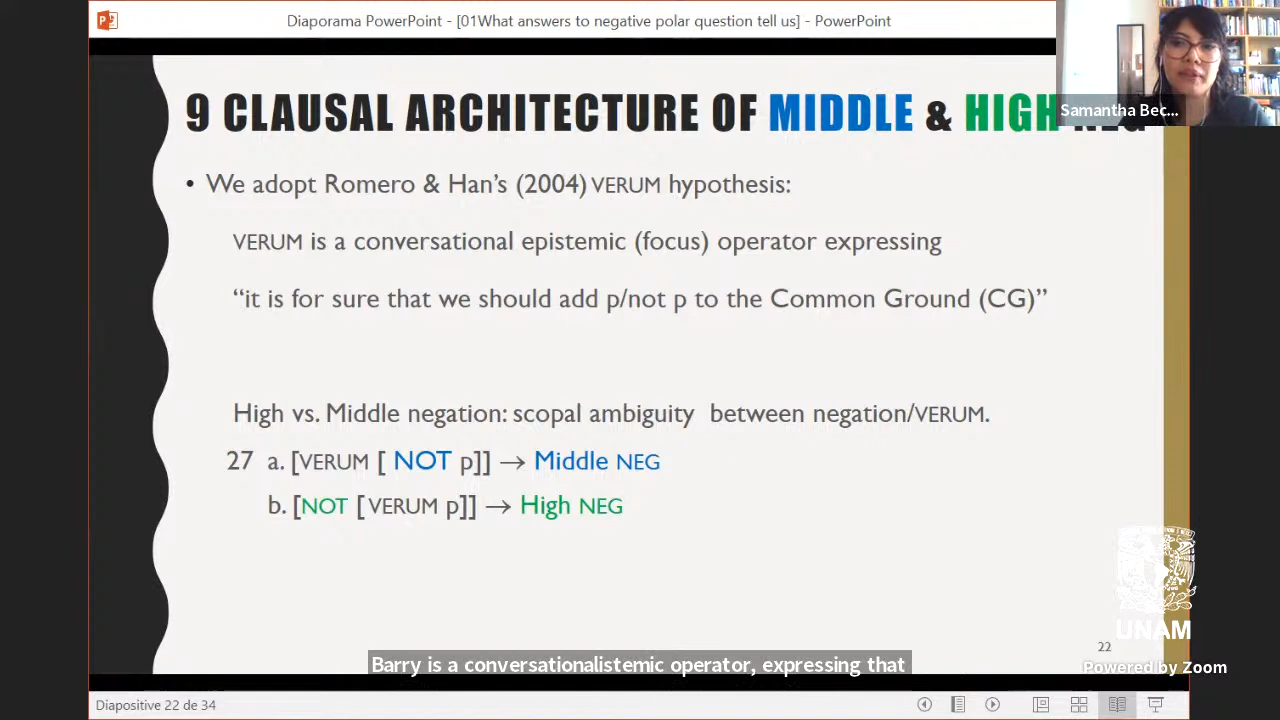 Diaporama PowerPoint - [01What answers to negative polar question tell us] - PowerPoint
Samantha Bec...
9 CLAUSAL ARCHITECTURE OF MIDDLE & HIGH NEG
• We adopt Romero & Han's (2004) VERUM hypothesis:
VERUM is a conversational epistemic (focus) operator expressing
“it is for sure that we should add p/not p to the Common Ground (CG)”
High vs. Middle negation: scopal ambiguity between negation/VERUM.
27 a. [VERUM [ NOT p]] → Middle NEG
b. [NOT [ VERUM p]] → High NEG
UNAM
22
Barry is a conversationalistemic operator, expressing that
Powered by Zoom
Diapositive 22 de 34